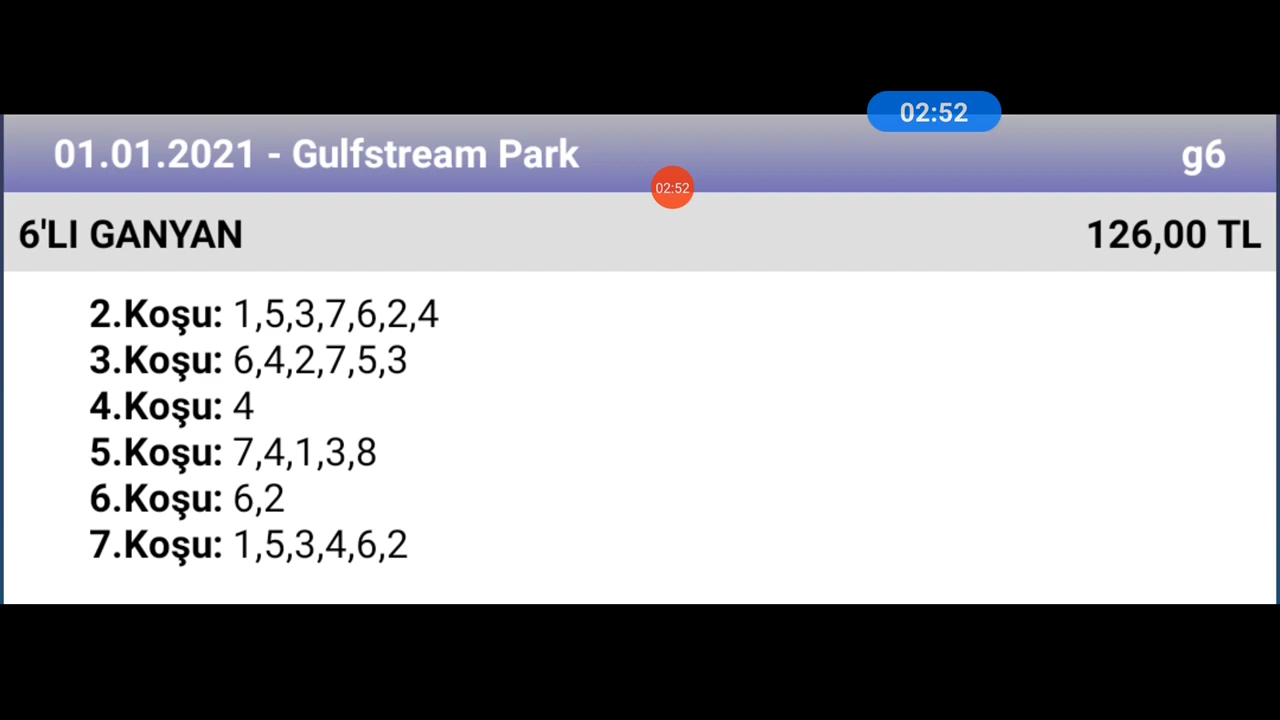 02:52
01.01.2021 - Gulfstream Park g6
02:52
6'LI GANYAN 126,00 TL
2.Koşu: 1,5,3,7,6,2,4
3.Koşu: 6,4,2,7,5,3
4.Koşu: 4
5.Koşu: 7,4,1,3,8
6.Koşu: 6,2
7.Koşu: 1,5,3,4,6,2